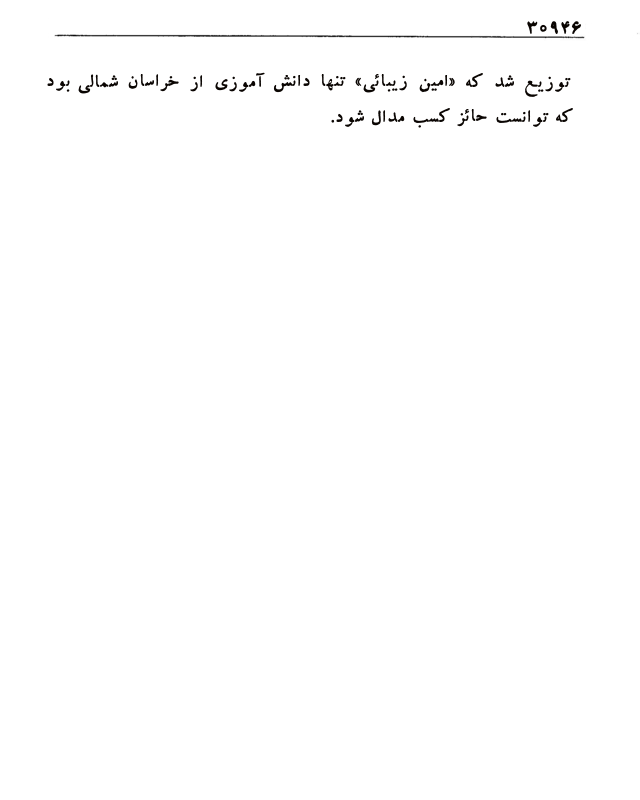 ۳۰۹۴۶
توزیع شد که «امین زیبائی» تنها دانش آموزی از خراسان شمالی بود
که توانست حائز کسب مدال شود.